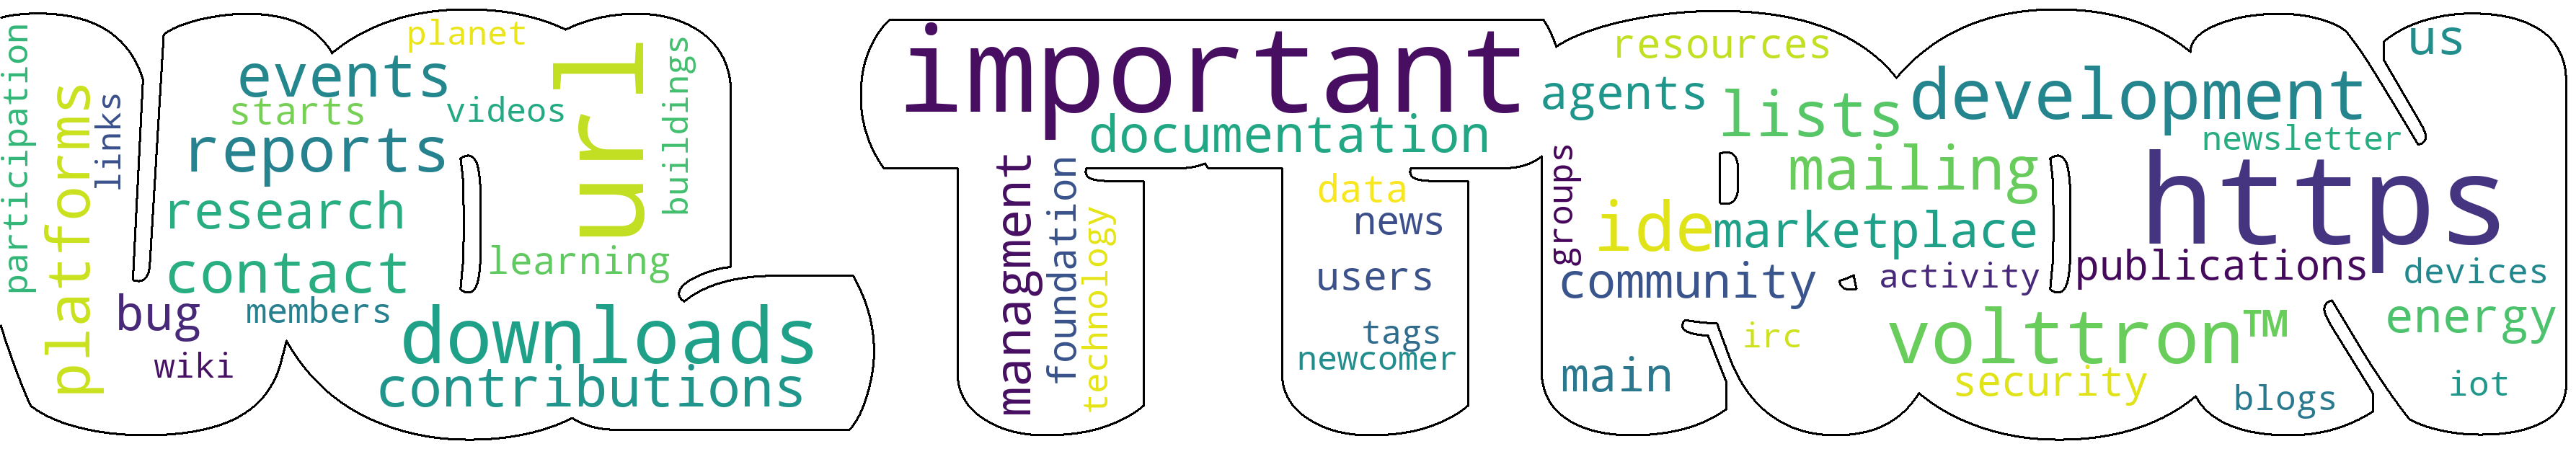 participation
platforms
links
planet
events
starts
videos
reports
url
buildings
research
contact
learning
bug
members
wiki
downloads
contributions
important
documentation
managment
foundation
technology
data
news
users
tags
newcomer
resources
agents
lists
development
us
newsletter
groups
mailing
https
ide
marketplace
community
activity
publications
devices
energy
volttron™
irc
main
security
blogs
iot